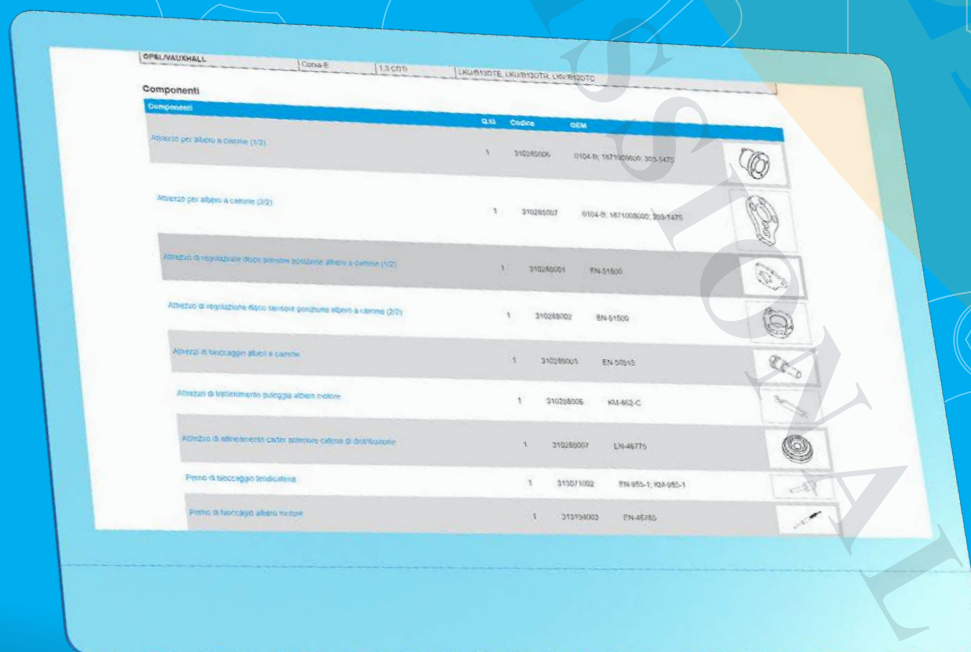 OPEL/VAUXHALL Corsa-E 1,3 CDTI LKU/B13DTE, LKU/B13DTR, LKV/B13DTC
Componenti
Componenti Q.tà Codice OEM
Attrezzo per albero a camme (1/2) 1 310285006 0104-B; 1871008600; 303-1475
Attrezzo per albero a camme (2/2) 1 310285007 0104-B; 1871008600; 303-1475
Attrezzo di regolazione disco sensore posizione albero a camme (1/2) 1 310288001 EN-51500
Attrezzo di regolazione disco sensore posizione albero a camme (2/2) 1 310288002 EN-51500
Attrezzi di bloccaggio alberi a camme 1 EN-50515
Attrezzo di trattenimento puleggia albero motore 1 310288006 KM-662-C
Attrezzo di allineamento carter anteriore catena di distribuzione 1 310288007 EN-46775
Perno di bloccaggio tendicatena 1 313071002 EN-955-1; KM-955-1
Perno di bloccaggio albero motore 1 313194003 EN-46785
SSIONAL